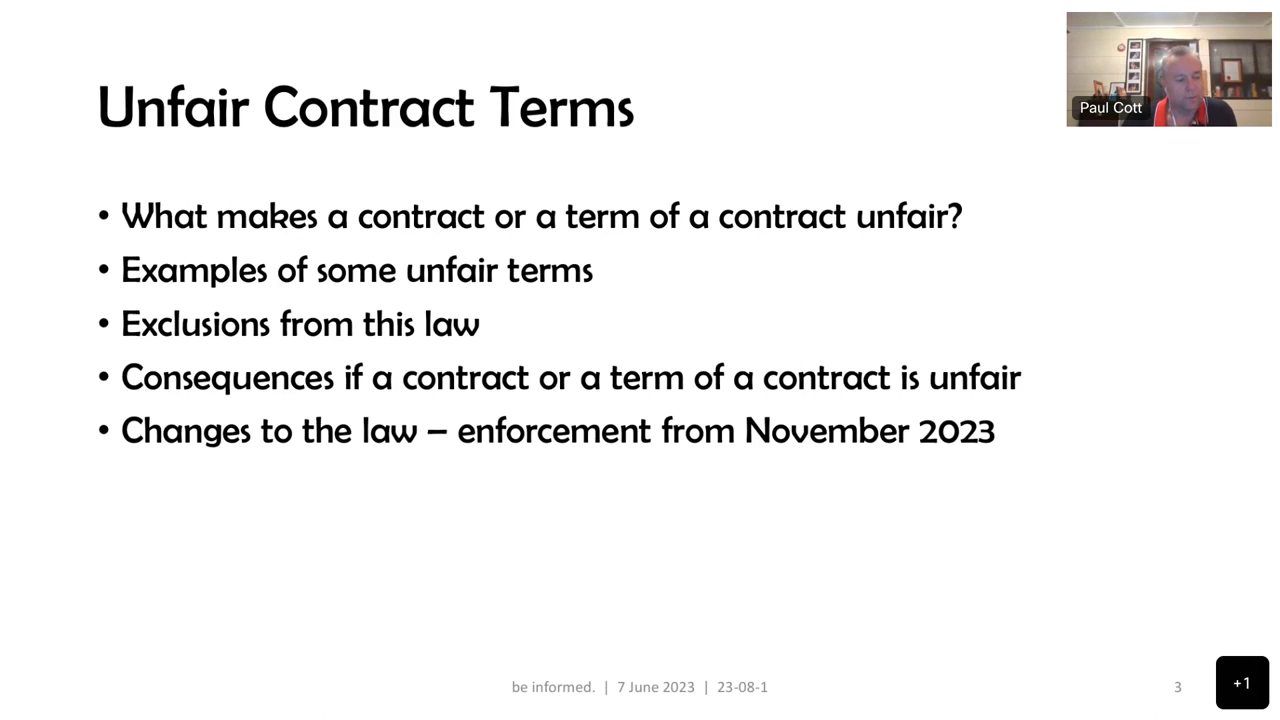 Unfair Contract Terms
Paul Cott
• What makes a contract or a term of a contract unfair?
• Examples of some unfair terms
• Exclusions from this law
• Consequences if a contract or a term of a contract is unfair
• Changes to the law – enforcement from November 2023
be informed. | 7 June 2023 | 23-08-1
3
+1